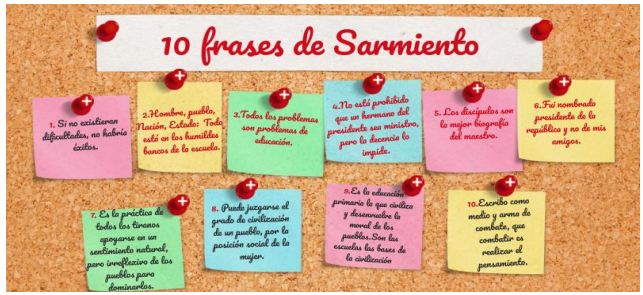 10 frases de Sarmiento
1. Si no existieran
dificultades, no habría
éxitos.
2.Hombre, pueblo,
Nación, Estado: Todo
está en los humildes
bancos de la escuela.
3.Todos los problemas
son problemas de
educación.
4.No está prohibido
que un hermano del
presidente sea ministro,
pero la decencia lo
impide.
5. Los discípulos son
la mejor biografía
del maestro.
6.Fui nombrado
presidente de la
república y no de mis
amigos.
7. Es la práctica de
todos los tiranos
apoyarse en un
sentimiento natural,
pero irreflexivo de los
pueblos para
dominarlos.
8. Puede juzgarse el
grado de civilización
de un pueblo, por la
posición social de la
mujer.
9.Es la educación
primaria la que civiliza
y desenvuelve la
moral de los
pueblos.Son las
escuelas las bases de
la civilización
10.Escribo como
medio y arma de
combate, que
combatir es
realizar el
pensamiento.